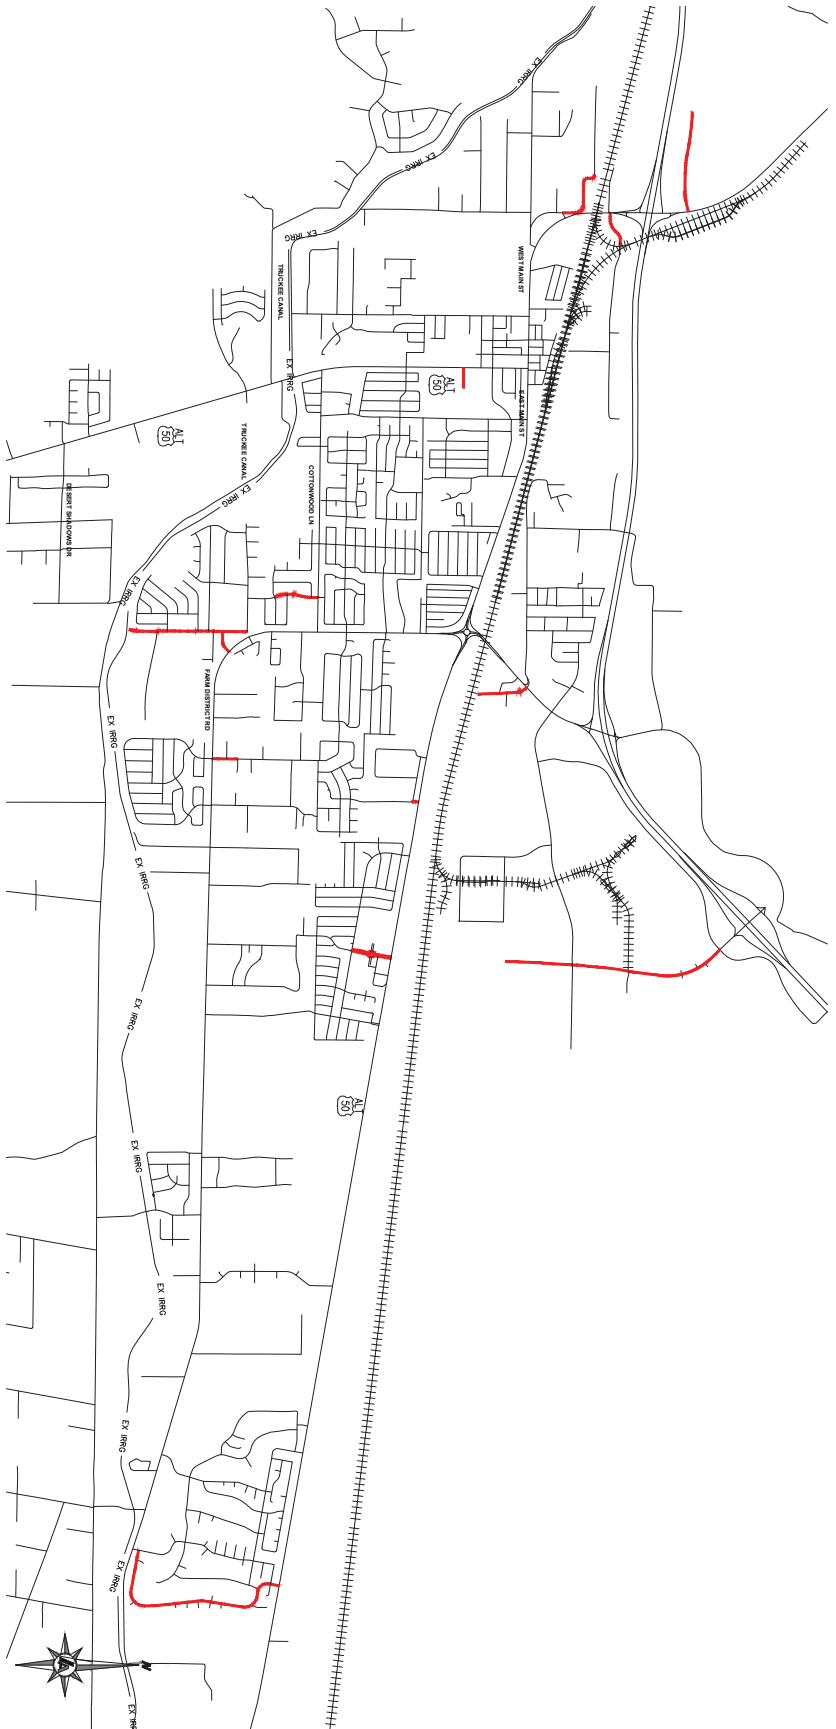 EX IRRG
EX IRRG
EX IRRG
WEST MAIN ST
TRUCKEE CANAL
EX IRRG
ALT
50
EAST MAIN ST
ALT
50
TRUCKEE CANAL
COTTONWOOD LN
EX IRRG
DESERT SHADOWS DR
EX IRRG
FARM DISTRICT RD
EX IRRG
EX IRRG
EX IRRG
ALT
50
EX IRRG
EX IRRG
EX IRRG
EX IRRG
N
EX IRR